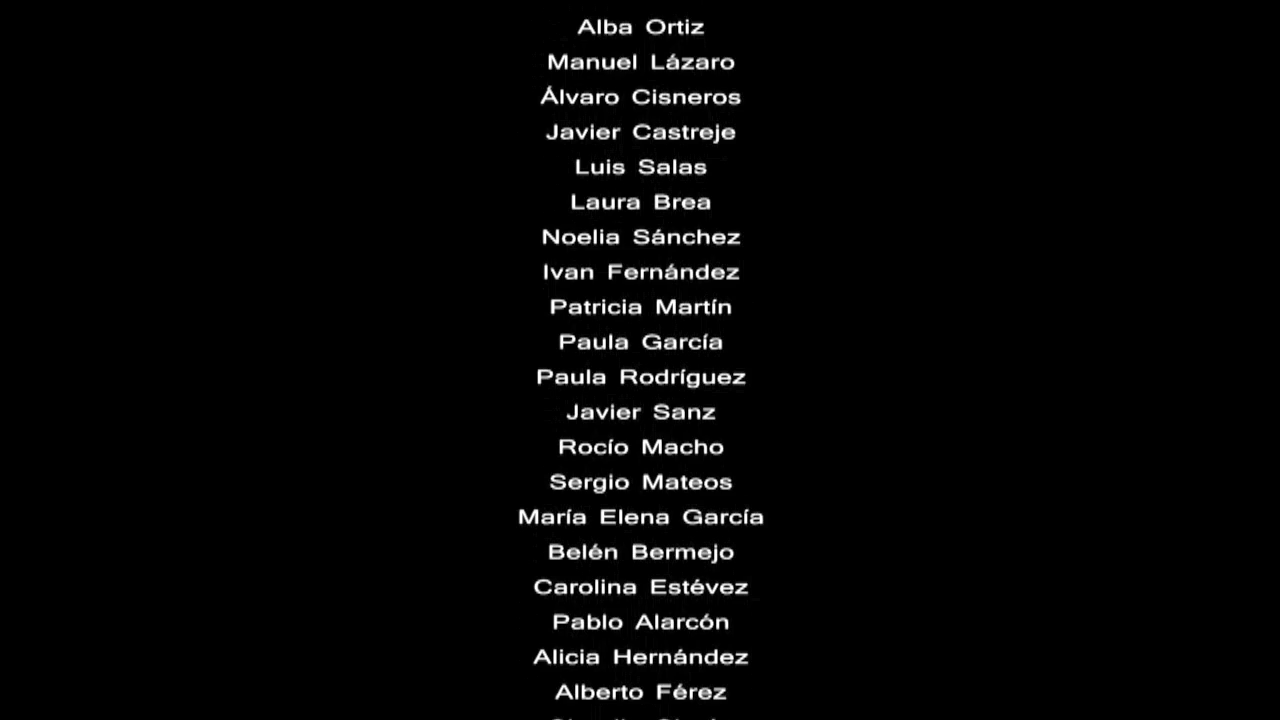 Alba Ortiz
Manuel Lázaro
Álvaro Cisneros
Javier Castreje
Luis Salas
Laura Brea
Noelia Sánchez
Ivan Fernández
Patricia Martín
Paula García
Paula Rodríguez
Javier Sanz
Rocío Macho
Sergio Mateos
María Elena García
Belén Bermejo
Carolina Estévez
Pablo Alarcón
Alicia Hernández
Alberto Férez